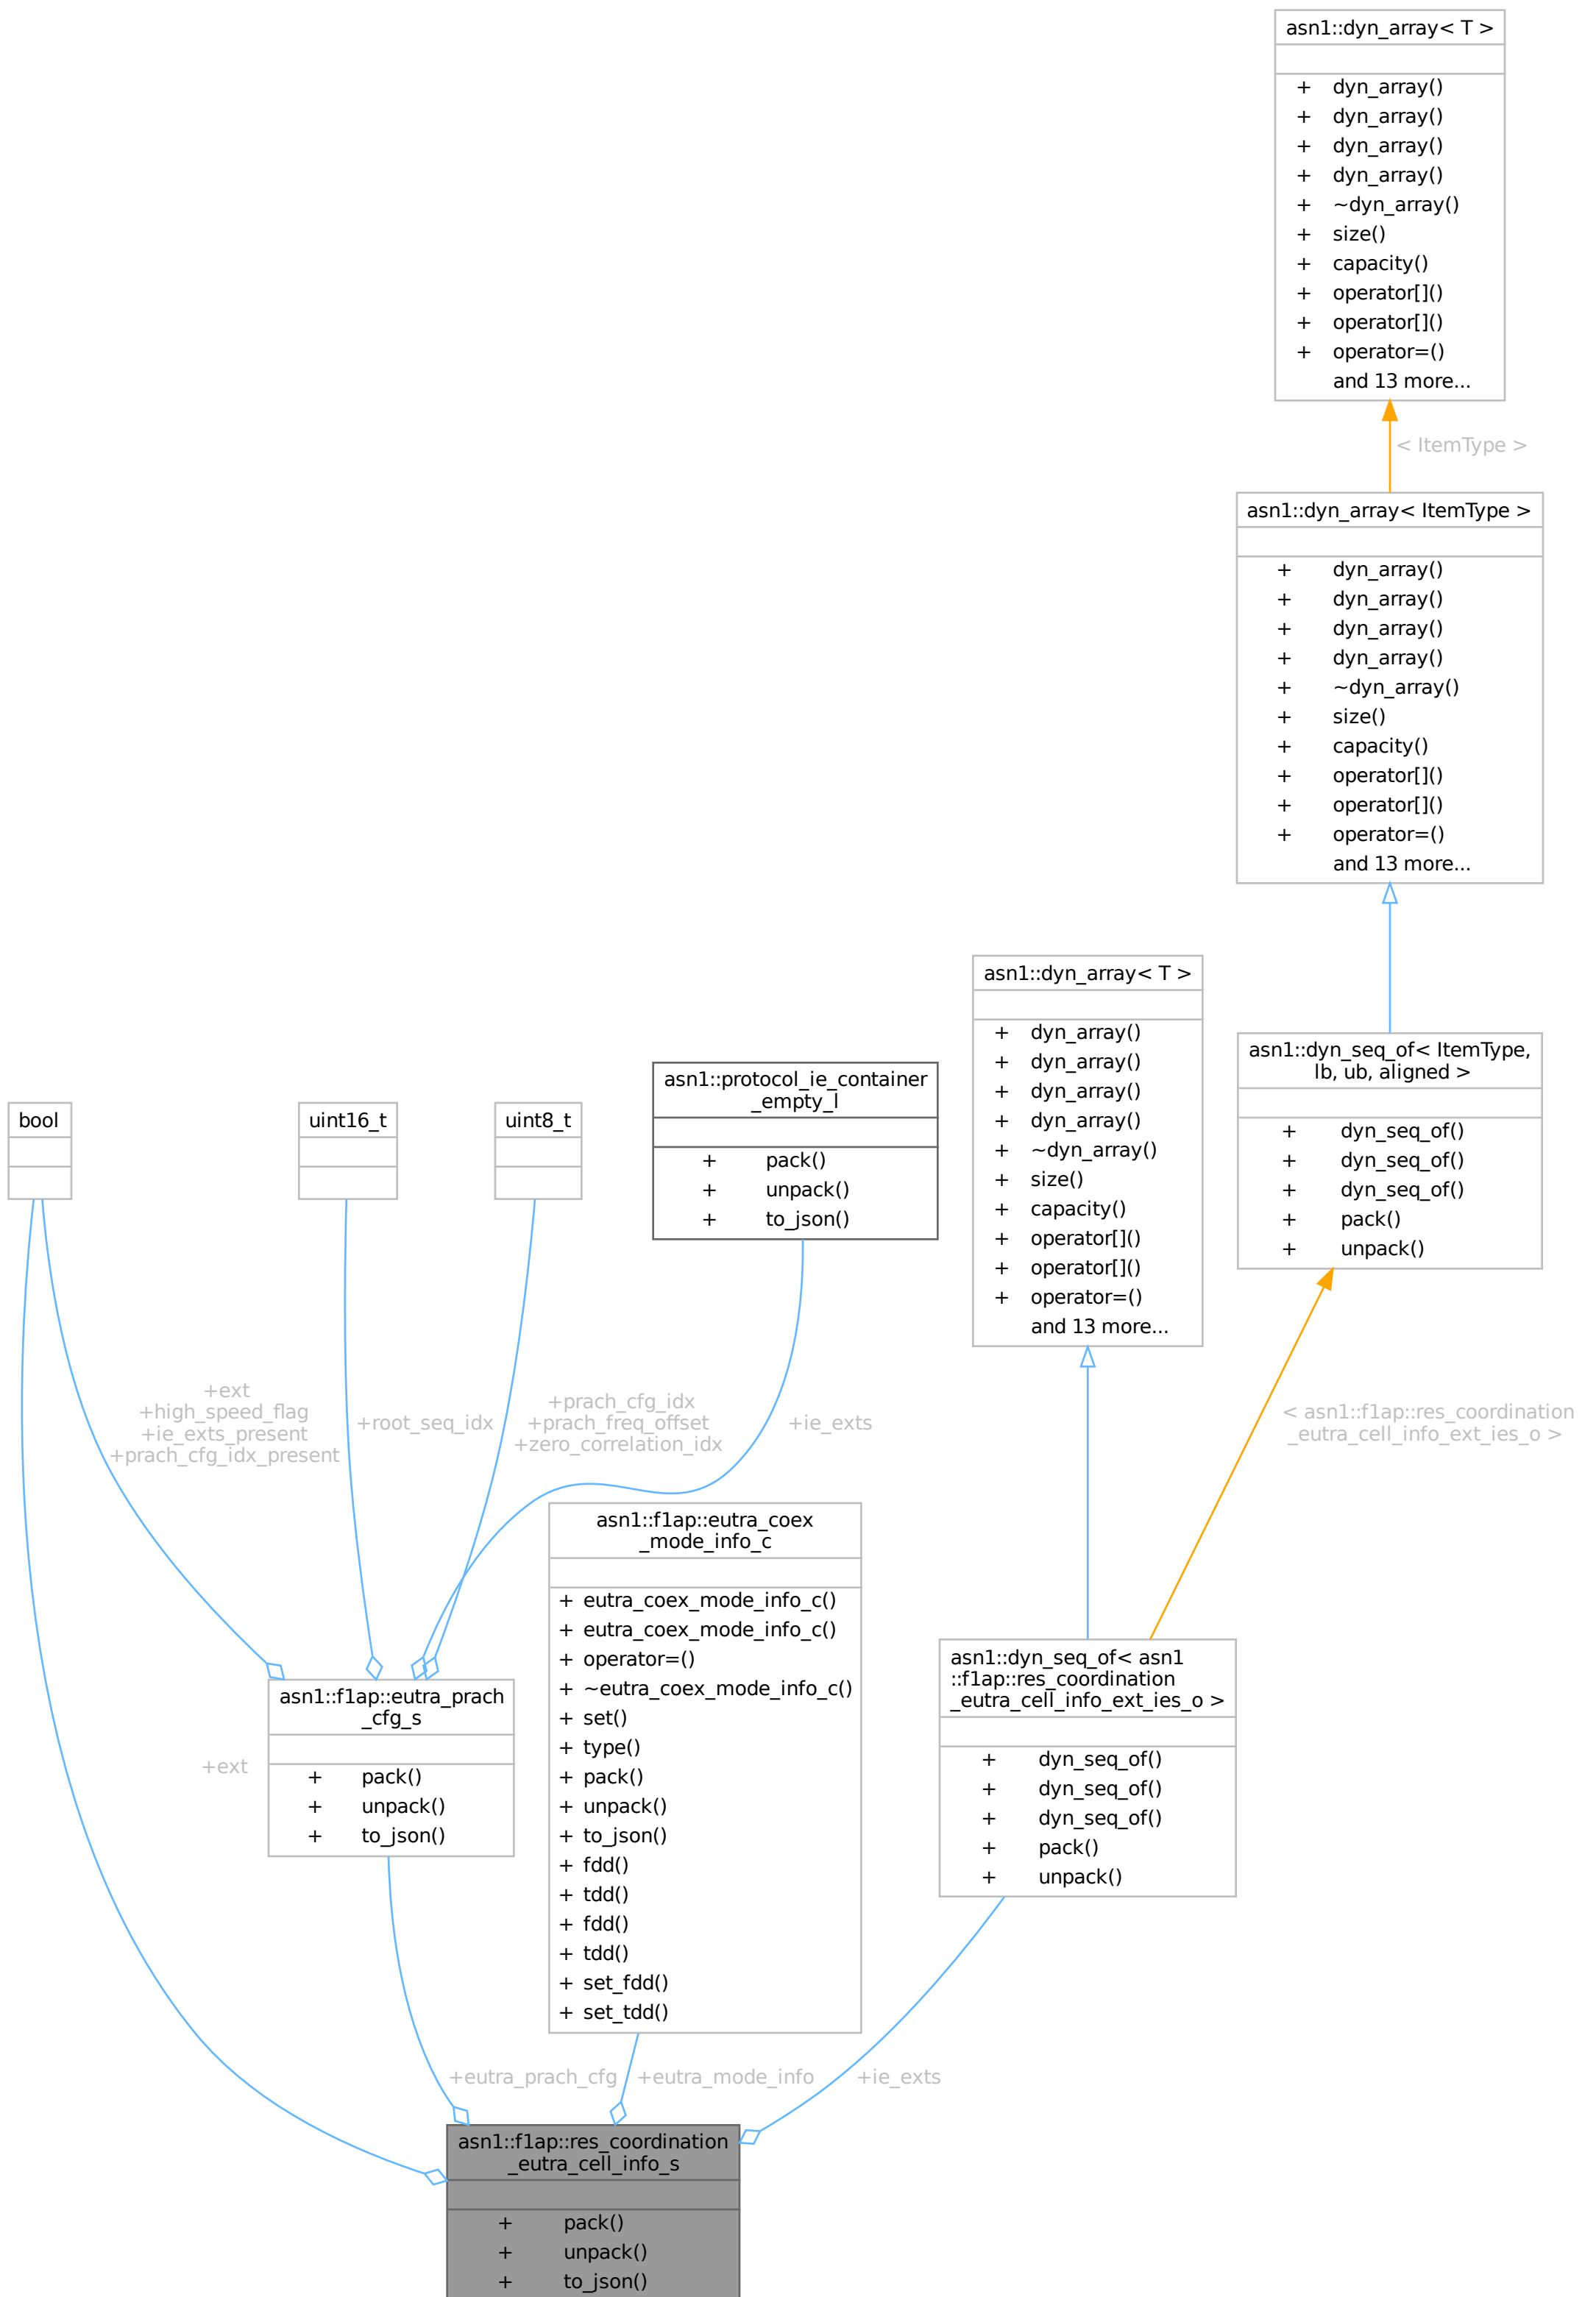 asn1::dyn_array< T >
+ dyn_array()
+ dyn_array()
+ dyn_array()
+ dyn_array()
+ ~dyn_array()
+ size()
+ capacity()
+ operator[]()
+ operator[]()
+ operator=()
and 13 more...
< ItemType >
asn1::dyn_array< ItemType >
+ dyn_array()
+ dyn_array()
+ dyn_array()
+ dyn_array()
+ ~dyn_array()
+ size()
+ capacity()
+ operator[]()
+ operator[]()
+ operator=()
and 13 more...
asn1::dyn_array< T >
+ dyn_array()
+ dyn_array()
+ dyn_array()
+ dyn_array()
+ ~dyn_array()
+ size()
+ capacity()
+ operator[]()
+ operator[]()
+ operator=()
and 13 more...
asn1::dyn_seq_of< ItemType,
lb, ub, aligned >
+ dyn_seq_of()
+ dyn_seq_of()
+ dyn_seq_of()
+ pack()
+ unpack()
bool
uint16_t
uint8_t
asn1::protocol_ie_container
_empty_l
+ pack()
+ unpack()
+ to_json()
+ext
+high_speed_flag
+ie_exts_present
+prach_cfg_idx_present
+root_seq_idx
+prach_cfg_idx
+prach_freq_offset
+zero_correlation_idx
+ie_exts
< asn1::f1ap::res_coordination
_eutra_cell_info_ext_ies_o >
asn1::f1ap::eutra_prach
_cfg_s
+ pack()
+ unpack()
+ to_json()
asn1::f1ap::eutra_coex
_mode_info_c
+ eutra_coex_mode_info_c()
+ eutra_coex_mode_info_c()
+ operator=()
+ ~eutra_coex_mode_info_c()
+ set()
+ type()
+ pack()
+ unpack()
+ to_json()
+ fdd()
+ tdd()
+ fdd()
+ tdd()
+ set_fdd()
+ set_tdd()
asn1::dyn_seq_of< asn1
::f1ap::res_coordination
_eutra_cell_info_ext_ies_o >
+ dyn_seq_of()
+ dyn_seq_of()
+ dyn_seq_of()
+ pack()
+ unpack()
+ext
+eutra_prach_cfg
+eutra_mode_info
+ie_exts
asn1::f1ap::res_coordination
_eutra_cell_info_s
+ pack()
+ unpack()
+ to_json()